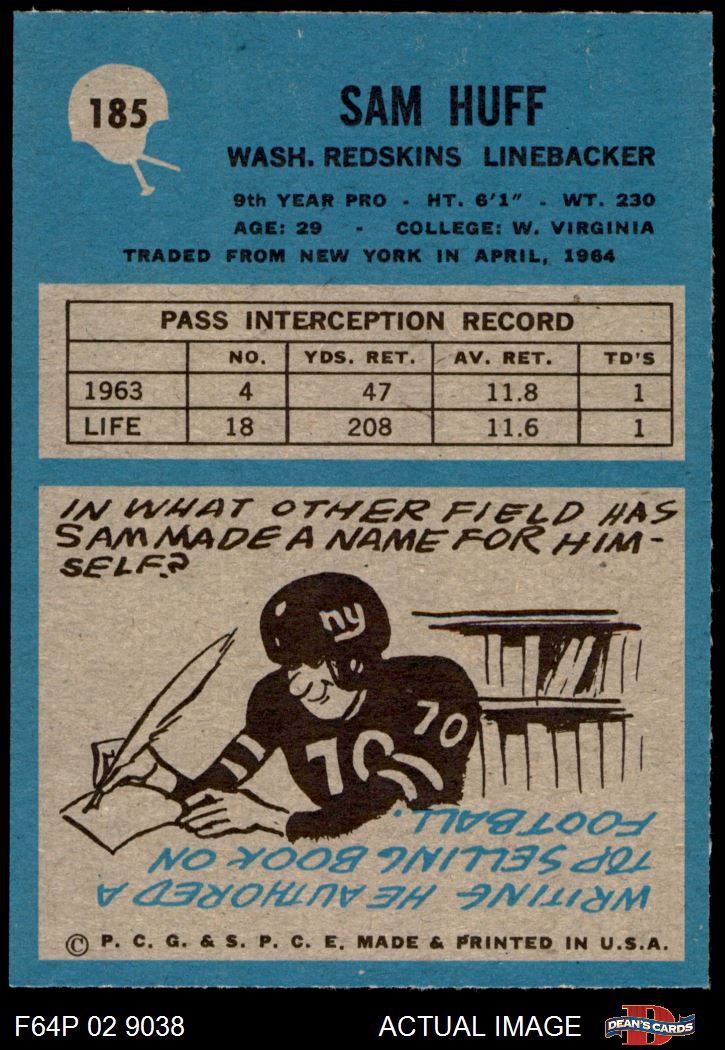 185
SAM HUFF
WASH. REDSKINS LINEBACKER
9th YEAR PRO - HT. 6'1" - WT. 230
AGE: 29 - COLLEGE: W. VIRGINIA
TRADED FROM NEW YORK IN APRIL, 1964
PASS INTERCEPTION RECORD
NO. YDS. RET. AV. RET. TD'S
1963 4 47 11.8 1
LIFE 18 208 11.6 1
IN WHAT OTHER FIELD HAS
SAM MADE A NAME FOR HIM-
SELF?
ny
70
70
WRITING - HE AUTHORED A
TOP SELLING BOOK ON
FOOTBALL.
© P. C. G. & S. P. C. E. MADE & PRINTED IN U.S.A.
F64P 02 9038 ACTUAL IMAGE
D
DEAN'S CARDS